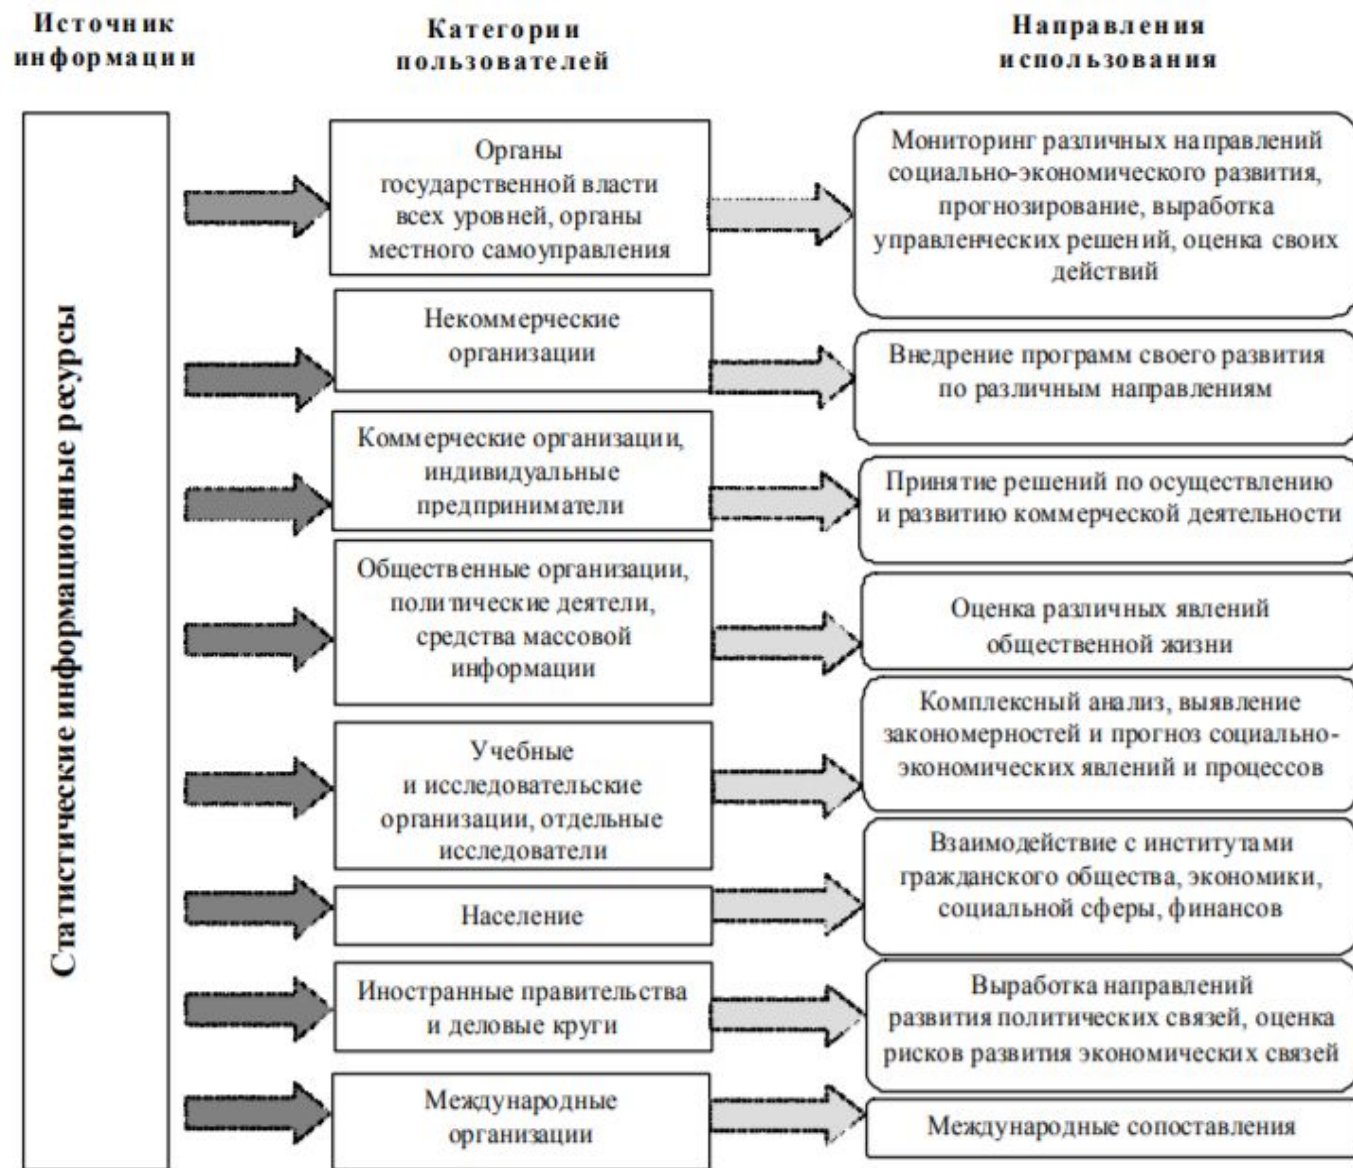 Источник
информации
Категории
пользователей
Направления
использования
Статистические информационные ресурсы
Органы
государственной власти
всех уровней, органы
местного самоуправления
Мониторинг различных направлений
социально-экономического развития,
прогнозирование, выработка
управленческих решений, оценка своих
действий
Некоммерческие
организации
Внедрение программ своего развития
по различным направлениям
Коммерческие организации,
индивидуальные
предприниматели
Принятие решений по осуществлению
и развитию коммерческой деятельности
Общественные организации,
политические деятели,
средства массовой
информации
Оценка различных явлений
общественной жизни
Учебные
и исследовательские
организации, отдельные
исследователи
Комплексный анализ, выявление
закономерностей и прогноз социально-
экономических явлений и процессов
Население
Взаимодействие с институтами
гражданского общества, экономики,
социальной сферы, финансов
Иностранные правительства
и деловые круги
Выработка направлений
развития политических связей, оценка
рисков развития экономических связей
Международные
организации
Международные сопоставления